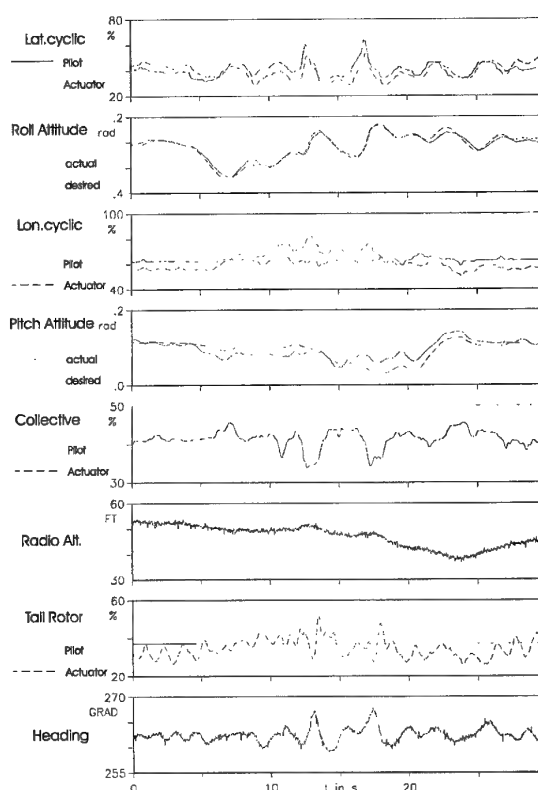 80
Lat.cyclic %
Pilot
Actuator
20
.2
Roll Attitude rad
actual
desired
.4
100
Lon.cyclic %
Pilot
Actuator
40
.2
Pitch Attitude rad
actual
desired
.0
50
Collective %
Pilot
Actuator
30
60
FT
Radio Alt.
30
60
Tail Rotor %
Pilot
Actuator
20
270
GRAD
Heading
255
0 10 t in s 20